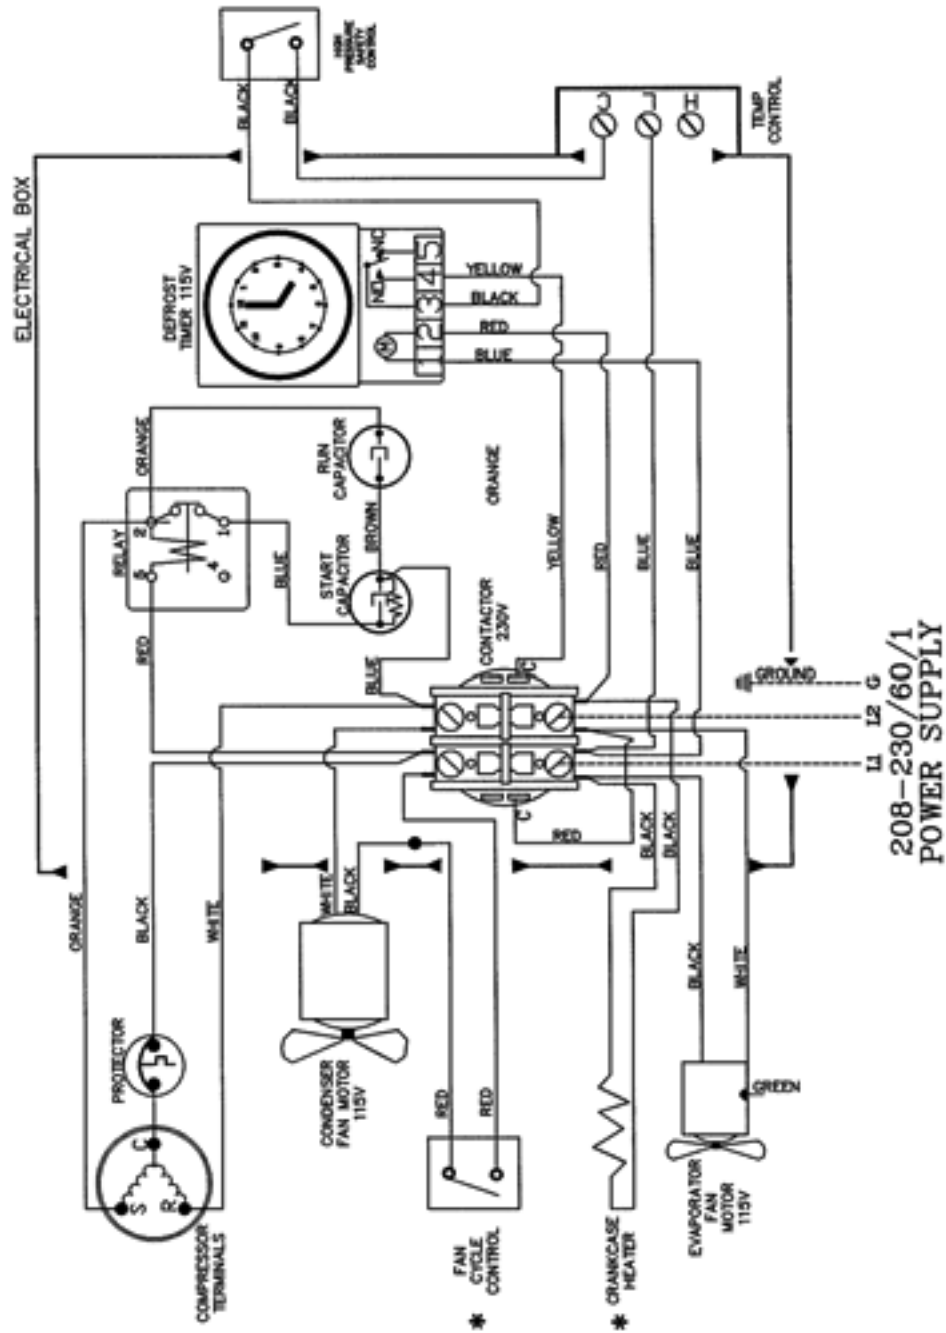 ELECTRICAL BOX
ORANGE
COMPRESSOR
TERMINALS
S
C
R
PROTECTOR
BLACK
WHITE
RED
RELAY
5
2
4
1
ORANGE
BLUE
DEFROST
TIMER 115V
NO
NC
M
1 2 3 4 5
BLACK
BLACK
HIGH
PRESSURE
SAFETY
CONTROL
CONDENSER
FAN MOTOR
115V
WHITE
BLACK
BLUE
START
CAPACITOR
BROWN
RUN
CAPACITOR
FAN
CYCLE
CONTROL
*
RED
RED
C
C
CONTACTOR
230V
ORANGE
BLUE
RED
BLACK
YELLOW
YELLOW
RED
BLUE
BLUE
CRANKCASE
HEATER
*
RED
BLACK
BLACK
C
L
H
TEMP
CONTROL
EVAPORATOR
FAN
MOTOR
115V
BLACK
WHITE
GREEN
GROUND
L1 L2 G
208-230/60/1
POWER SUPPLY